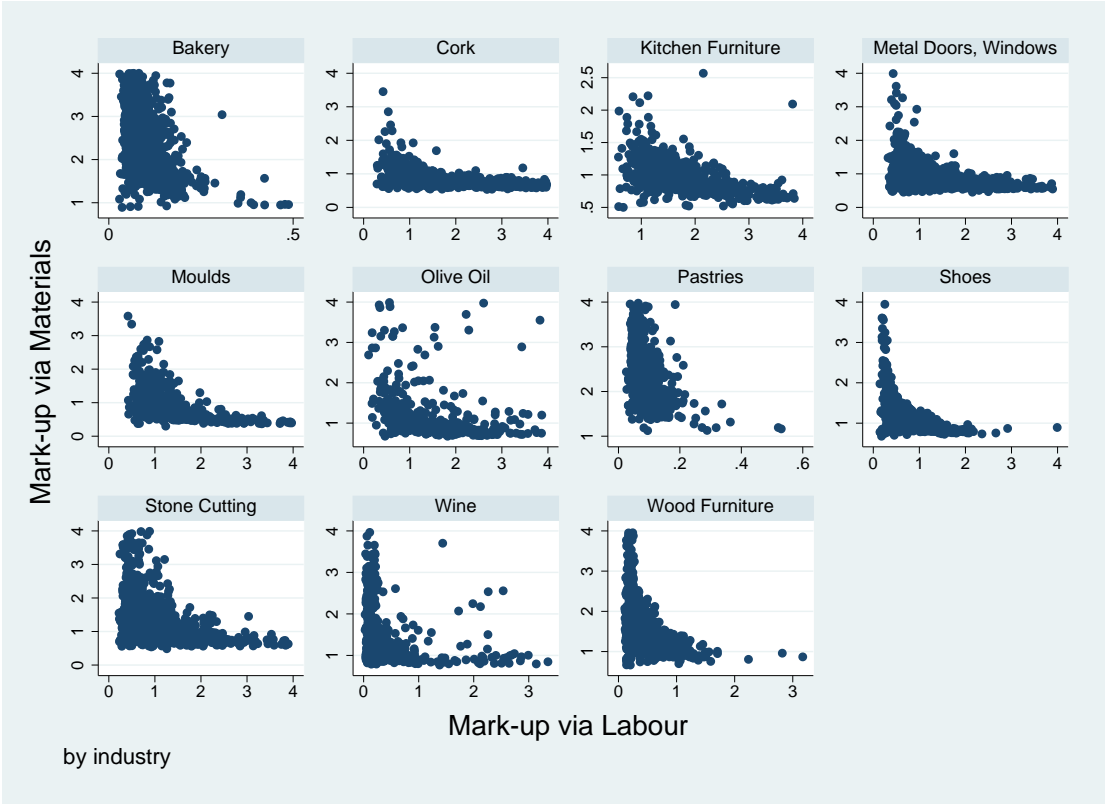 Bakery Cork Kitchen Furniture Metal Doors, Windows
1 2 3 4
0 .5
0 1 2 3 4
0 1 2 3 4
.5 1 1.5 2 2.5
1 2 3 4
0 1 2 3 4
0 1 2 3 4
Moulds Olive Oil Pastries Shoes
0 1 2 3 4
0 1 2 3 4
1 2 3 4
0 1 2 3 4
1 2 3 4
0 .2 .4 .6
1 2 3 4
0 1 2 3 4
Stone Cutting Wine Wood Furniture
0 1 2 3 4
0 1 2 3 4
1 2 3 4
0 1 2 3
1 2 3 4
0 1 2 3
Mark-up via Materials
Mark-up via Labour
by industry